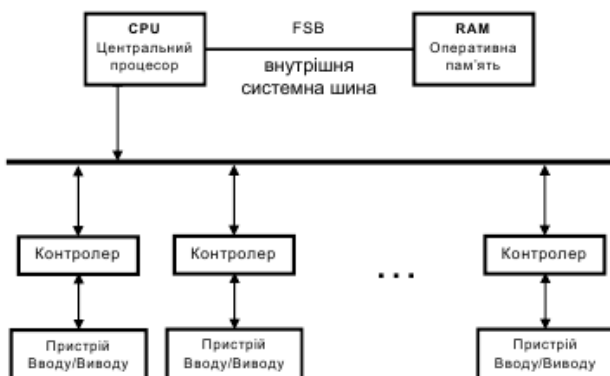 CPU
Центральний
процесор
FSB
внутрішня
системна шина
RAM
Оперативна
пам'ять
Контролер
Контролер
...
Контролер
Пристрій
Вводу/Виводу
Пристрій
Вводу/Виводу
Пристрій
Вводу/Виводу